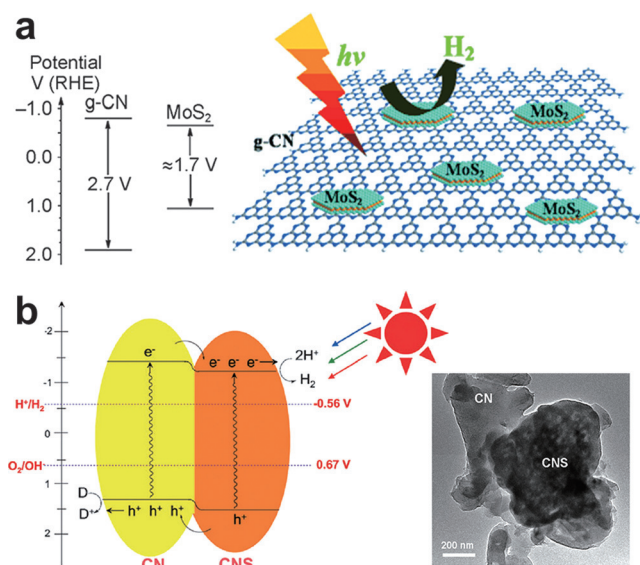 a
Potential
V (RHE)
g-CN
MoS₂
–1.0
0.0
1.0
2.0
2.7 V
≈1.7 V
hν
H₂
g-CN
MoS₂
MoS₂
MoS₂
MoS₂
b
-2
-1
0
1
2
H⁺/H₂
O₂/OH⁻
e⁻
e⁻ e⁻ e⁻
2H⁺
H₂
-0.56 V
0.67 V
D
D⁺
h⁺ h⁺ h⁺
h⁺
CN
CNS
CN
CNS
200 nm